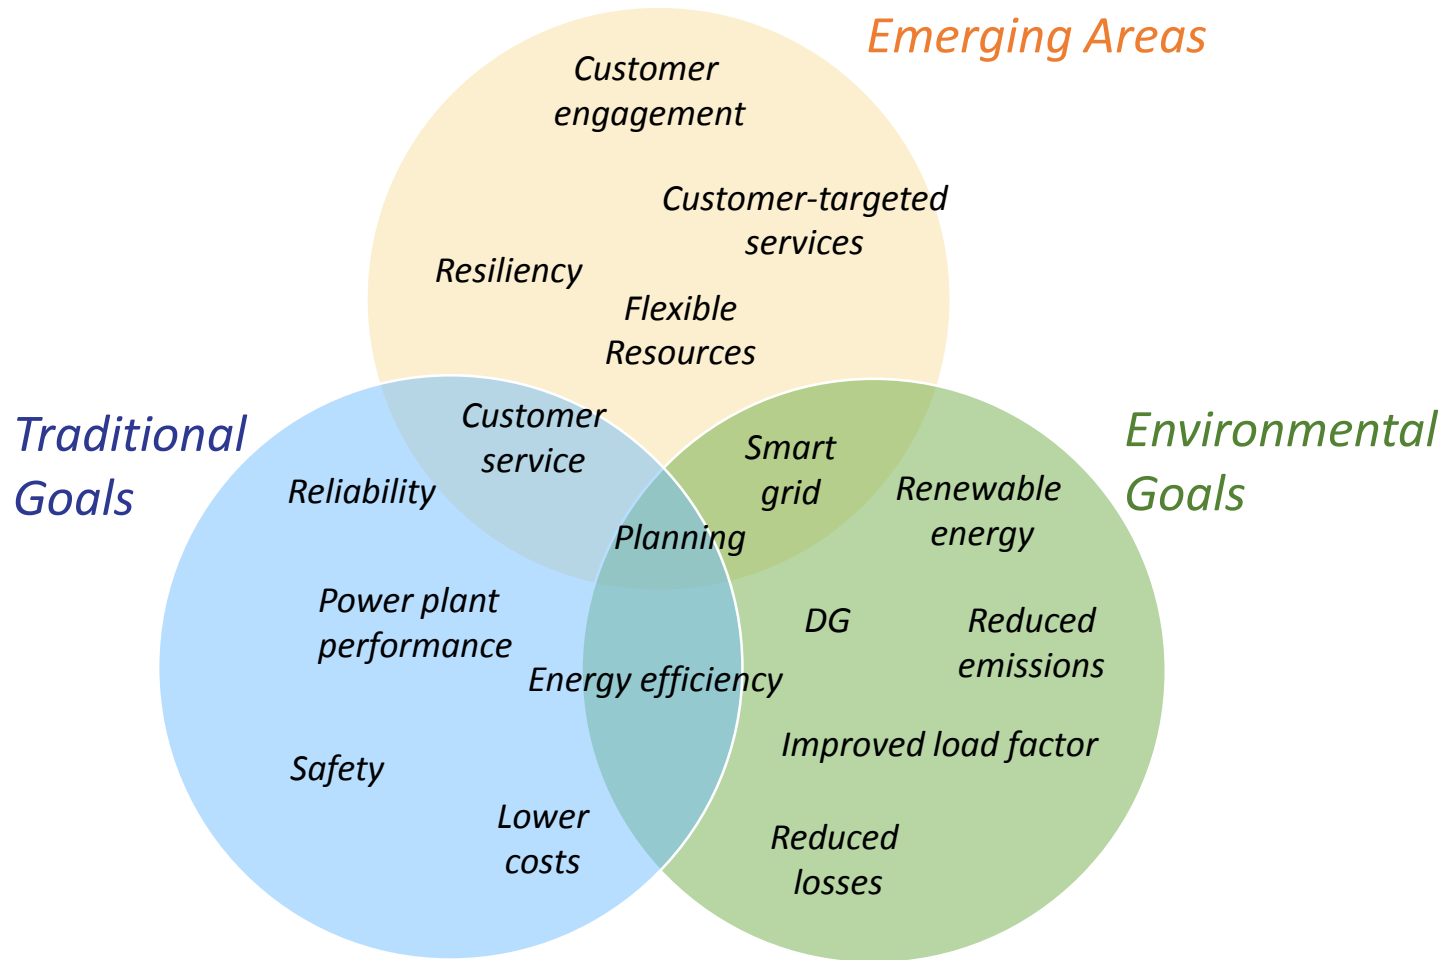 Emerging Areas
Customer
engagement
Customer-targeted
services
Resiliency
Flexible
Resources
Traditional
Goals
Customer
service
Smart
grid
Environmental
Goals
Reliability
Renewable
energy
Planning
Power plant
performance
DG
Reduced
emissions
Energy efficiency
Improved load factor
Safety
Lower
costs
Reduced
losses